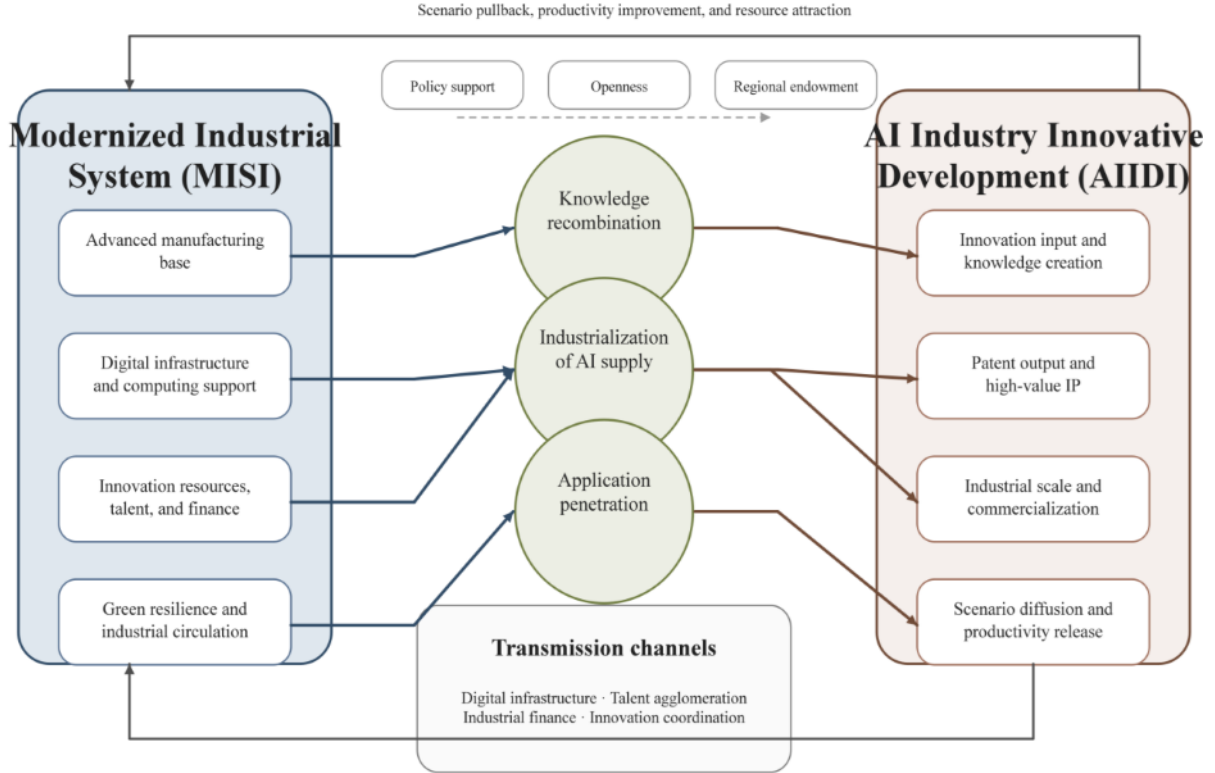 Scenario pullback, productivity improvement, and resource attraction
Policy support
Openness
Regional endowment
Modernized Industrial
System (MISI)
Advanced manufacturing
base
Digital infrastructure
and computing support
Innovation resources,
talent, and finance
Green resilience and
industrial circulation
Knowledge
recombination
Industrialization
of AI supply
Application
penetration
Transmission channels
Digital infrastructure · Talent agglomeration
Industrial finance · Innovation coordination
AI Industry Innovative
Development (AIIDI)
Innovation input and
knowledge creation
Patent output and
high-value IP
Industrial scale and
commercialization
Scenario diffusion and
productivity release